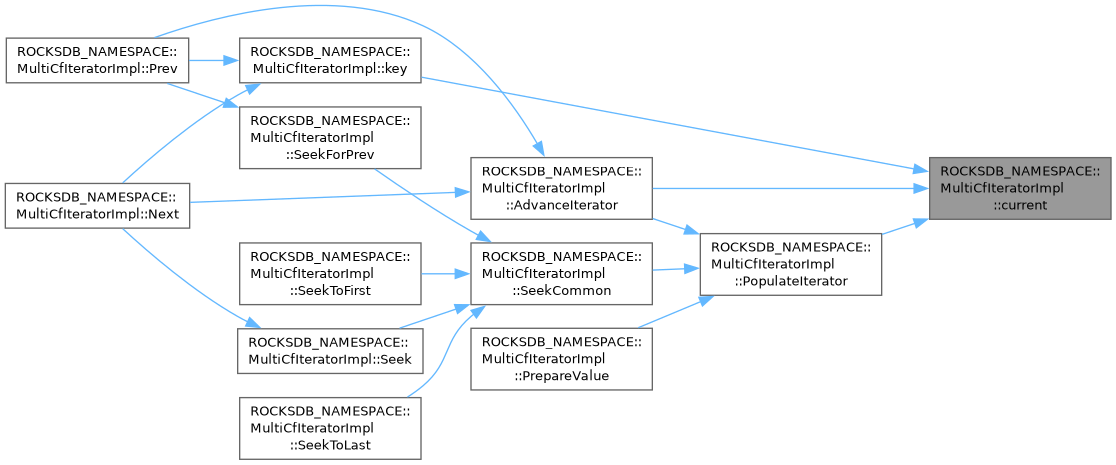 ROCKSDB_NAMESPACE::
MultiCfIteratorImpl::Prev
ROCKSDB_NAMESPACE::
MultiCfIteratorImpl::key
ROCKSDB_NAMESPACE::
MultiCfIteratorImpl
::SeekForPrev
ROCKSDB_NAMESPACE::
MultiCfIteratorImpl::Next
ROCKSDB_NAMESPACE::
MultiCfIteratorImpl
::AdvanceIterator
ROCKSDB_NAMESPACE::
MultiCfIteratorImpl
::current
ROCKSDB_NAMESPACE::
MultiCfIteratorImpl
::SeekToFirst
ROCKSDB_NAMESPACE::
MultiCfIteratorImpl
::SeekCommon
ROCKSDB_NAMESPACE::
MultiCfIteratorImpl
::PopulateIterator
ROCKSDB_NAMESPACE::
MultiCfIteratorImpl::Seek
ROCKSDB_NAMESPACE::
MultiCfIteratorImpl
::PrepareValue
ROCKSDB_NAMESPACE::
MultiCfIteratorImpl
::SeekToLast